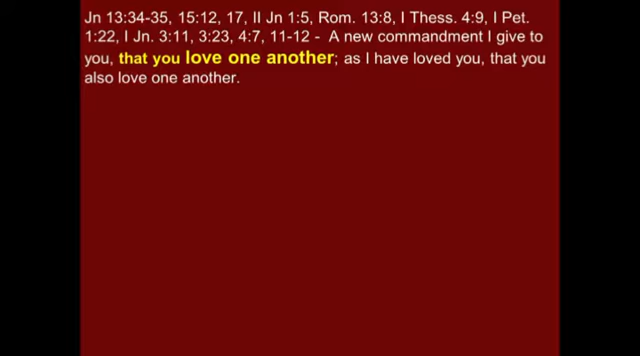 Jn 13:34-35, 15:12, 17, II Jn 1:5, Rom. 13:8, I Thess. 4:9, I Pet.
1:22, I Jn. 3:11, 3:23, 4:7, 11-12 - A new commandment I give to
you, that you love one another; as I have loved you, that you
also love one another.